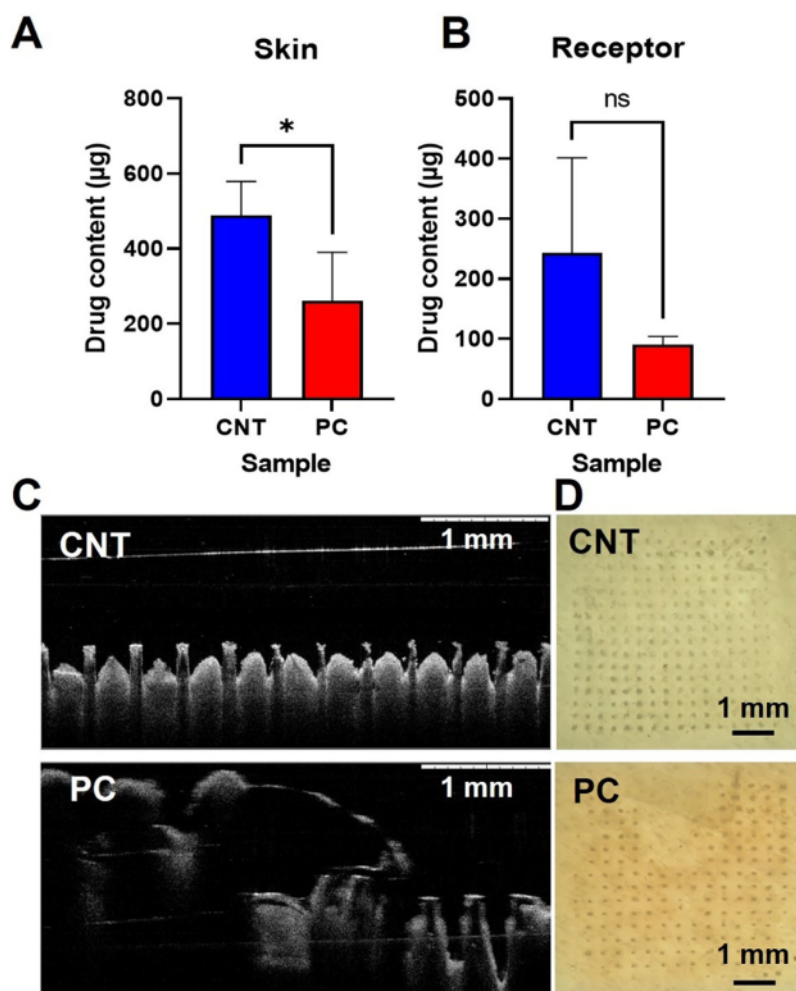 A
Skin
Drug content (µg)
800
600
400
200
0
*
CNT PC
Sample
B
Receptor
Drug content (µg)
500
400
300
200
100
0
ns
CNT PC
Sample
C
CNT
1 mm
PC
1 mm
D
CNT
1 mm
PC
1 mm